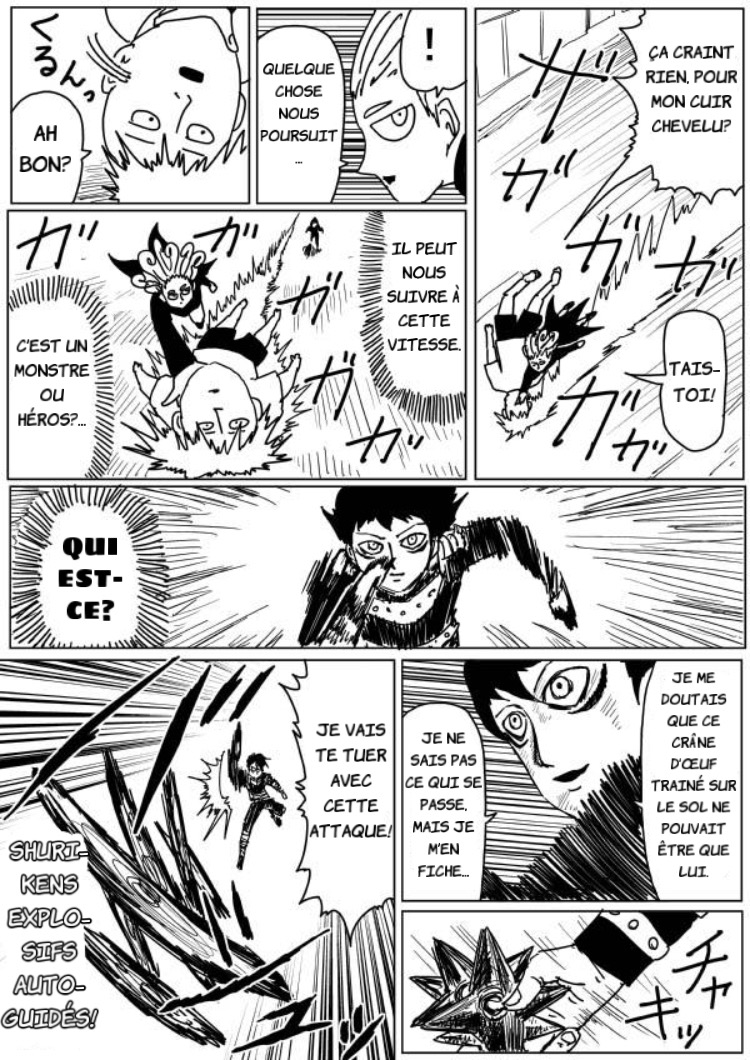 ÇA CRAINT
RIEN, POUR
MON CUIR
CHEVELU?
ガ
ガ
ガ
ガ
ガ
ガ
TAIS-
TOI!
!
QUELQUE
CHOSE
NOUS
POURSUIT
...
くるんっ
AH
BON?
IL PEUT
NOUS
SUIVRE À
CETTE
VITESSE.
ガ
ガ
ガ
ガ
ガ
C'EST UN
MONSTRE
OU
HÉROS?...
QUI
EST-
CE?
JE ME
DOUTAIS
QUE CE
CRÂNE
D'ŒUF
TRAINÉ SUR
LE SOL NE
POUVAIT
ÊTRE QUE
LUI.
JE NE
SAIS PAS
CE QUI SE
PASSE,
MAIS JE
M'EN
FICHE...
チャキッ
JE VAIS
TE TUER
AVEC
CETTE
ATTAQUE!
SHURI-
KENS
EXPLO-
SIFS
AUTO-
GUIDÉS!